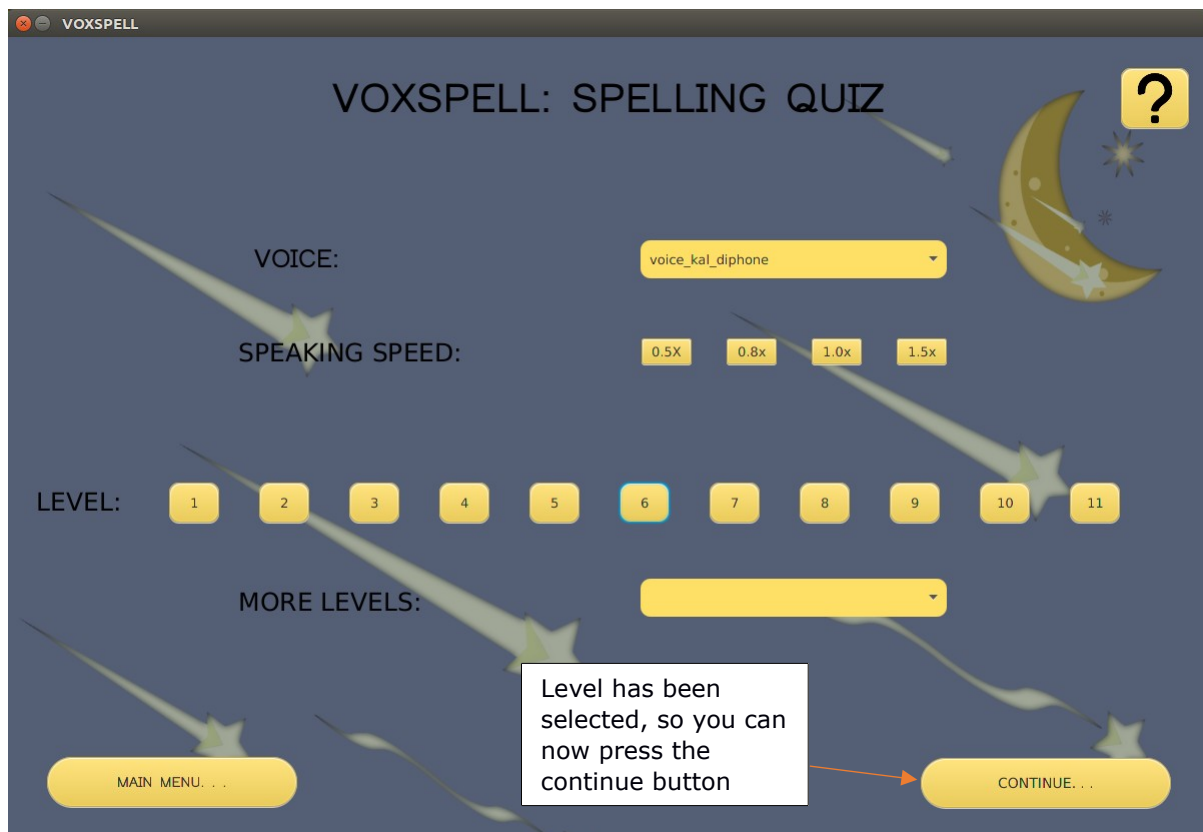 VOXSPELL
VOXSPELL: SPELLING QUIZ
?
VOICE:
voice_kal_diphone
SPEAKING SPEED:
0.5X 0.8x 1.0x 1.5x
LEVEL: 1 2 3 4 5 6 7 8 9 10 11
MORE LEVELS:
Level has been
selected, so you can
now press the
continue button
MAIN MENU. . .
CONTINUE. . .